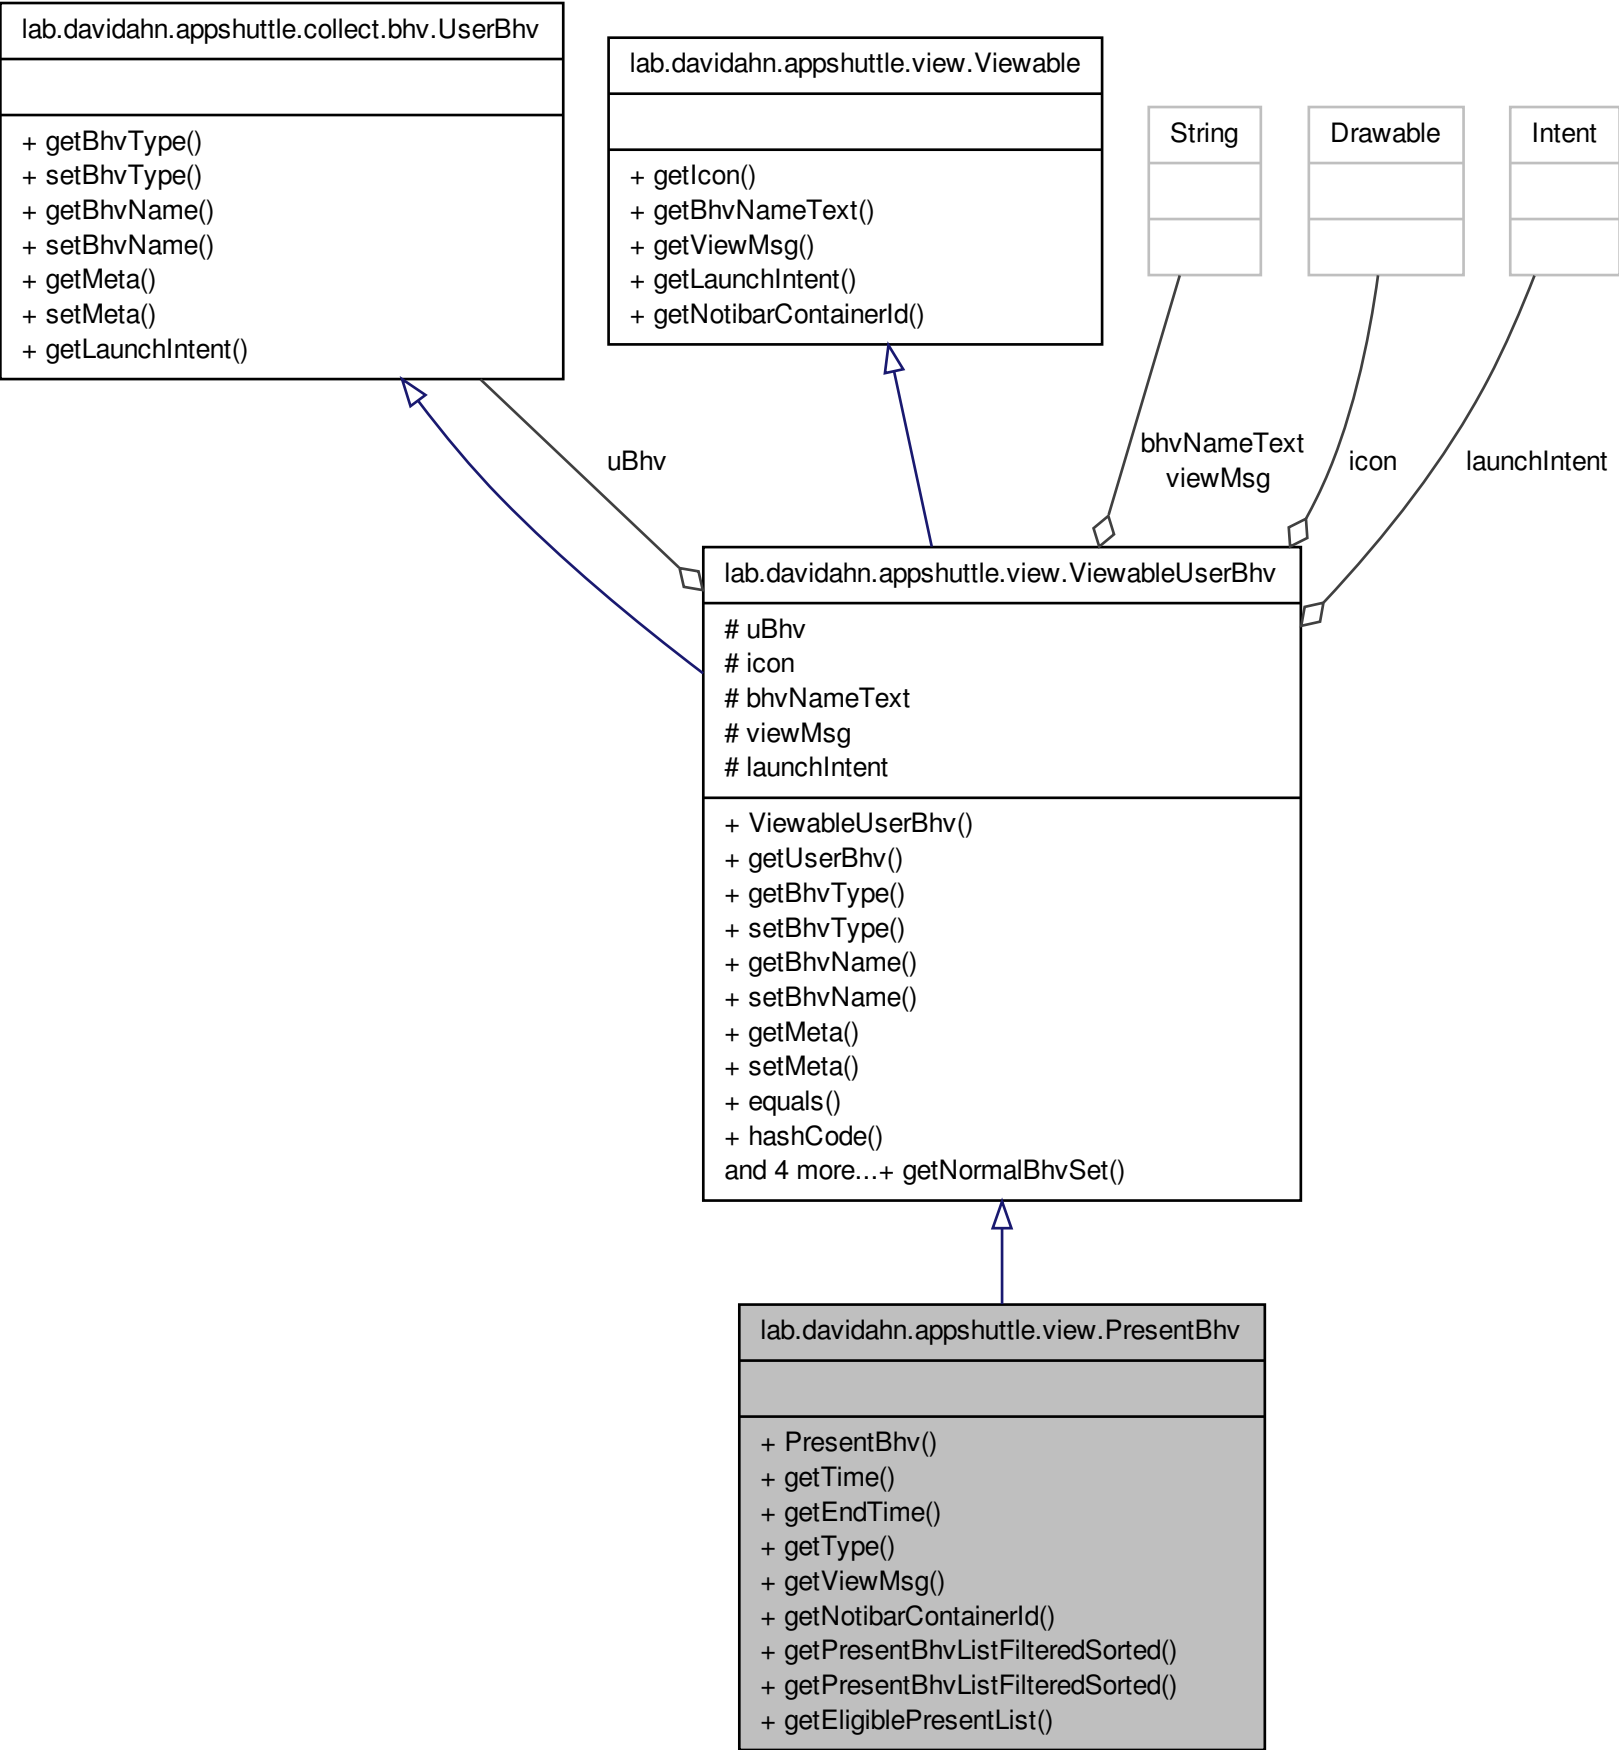 lab.davidahn.appshuttle.collect.bhv.UserBhv
+ getBhvType()
+ setBhvType()
+ getBhvName()
+ setBhvName()
+ getMeta()
+ setMeta()
+ getLaunchIntent()
lab.davidahn.appshuttle.view.Viewable
+ getIcon()
+ getBhvNameText()
+ getViewMsg()
+ getLaunchIntent()
+ getNotibarContainerId()
String
Drawable
Intent
uBhv
bhvNameText
viewMsg
icon
launchIntent
lab.davidahn.appshuttle.view.ViewableUserBhv
# uBhv
# icon
# bhvNameText
# viewMsg
# launchIntent
+ ViewableUserBhv()
+ getUserBhv()
+ getBhvType()
+ setBhvType()
+ getBhvName()
+ setBhvName()
+ getMeta()
+ setMeta()
+ equals()
+ hashCode()
and 4 more...+ getNormalBhvSet()
lab.davidahn.appshuttle.view.PresentBhv
+ PresentBhv()
+ getTime()
+ getEndTime()
+ getType()
+ getViewMsg()
+ getNotibarContainerId()
+ getPresentBhvListFilteredSorted()
+ getPresentBhvListFilteredSorted()
+ getEligiblePresentList()